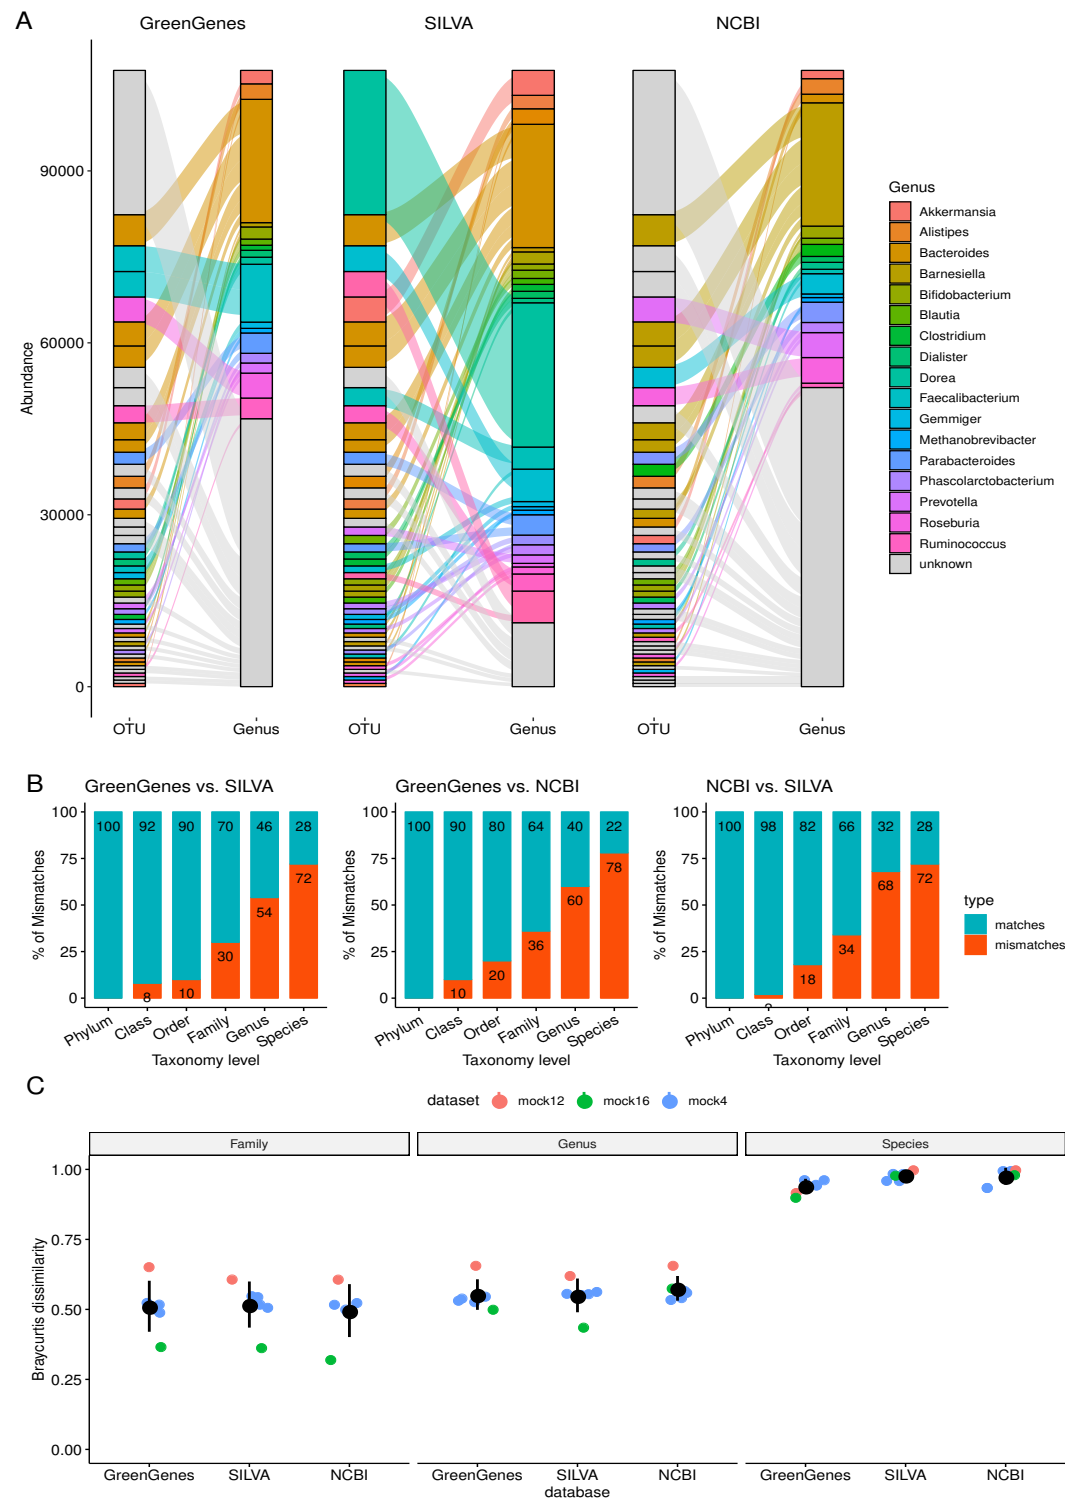 A
GreenGenes SILVA NCBI
Abundance
90000
60000
30000
0
OTU Genus OTU Genus OTU Genus
Genus
Akkermansia
Alistipes
Bacteroides
Barnesiella
Bifidobacterium
Blautia
Clostridium
Dialister
Dorea
Faecalibacterium
Gemmiger
Methanobrevibacter
Parabacteroides
Phascolarctobacterium
Prevotella
Roseburia
Ruminococcus
unknown
B
GreenGenes vs. SILVA
% of Mismatches
100
75
50
25
0
100 92 90 70 46 28
8 10 30 54 72
Phylum Class Order Family Genus Species
Taxonomy level
GreenGenes vs. NCBI
% of Mismatches
100
75
50
25
0
100 90 80 64 40 22
10 20 36 60 78
Phylum Class Order Family Genus Species
Taxonomy level
NCBI vs. SILVA
% of Mismatches
100
75
50
25
0
100 98 82 66 32 28
18 34 68 72
Phylum Class Order Family Genus Species
Taxonomy level
type
matches
mismatches
C
dataset mock12 mock16 mock4
Family Genus Species
Braycurtis dissimilarity
1.00
0.75
0.50
0.25
0.00
GreenGenes SILVA NCBI GreenGenes SILVA NCBI GreenGenes SILVA NCBI
database